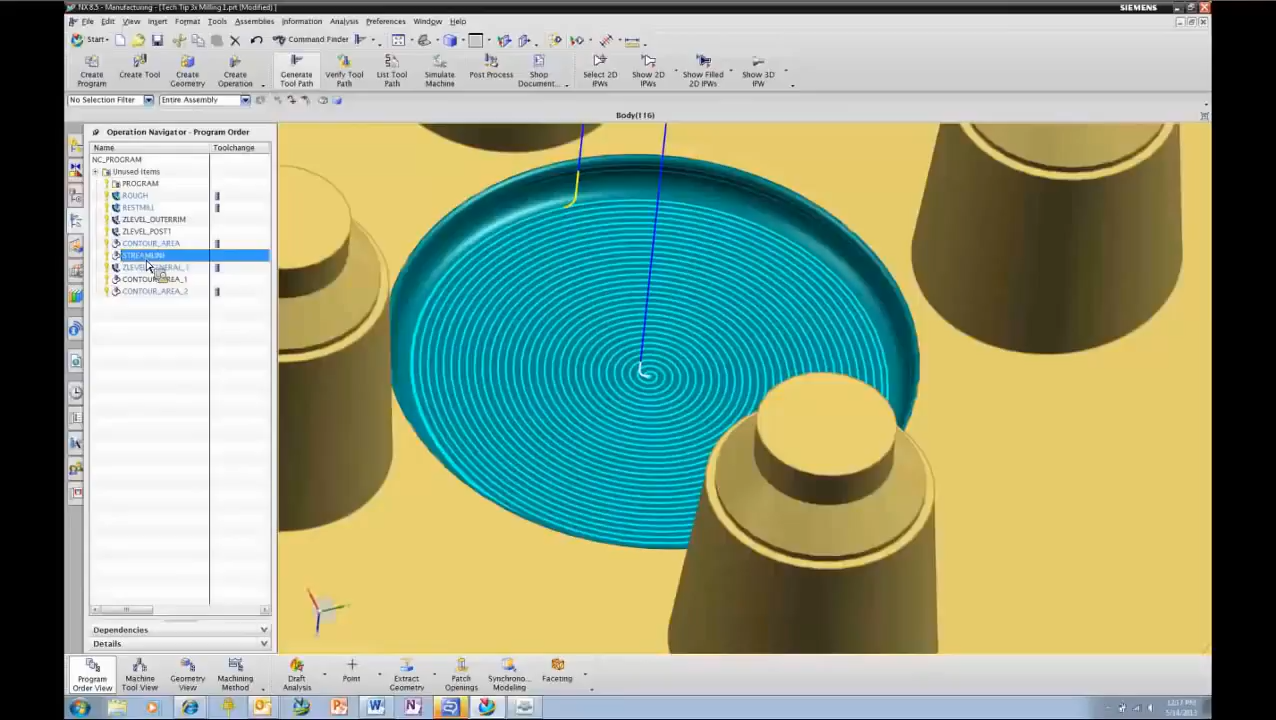 NX 8.5 - Manufacturing - [Tech Tip 3x Milling 1.prt (Modified) ]
SIEMENS
File Edit View Insert Format Tools Assemblies Information Analysis Preferences Window Help
Start Command Finder
Create Program
Create Tool
Create Geometry
Create Operation
Generate Tool Path
Verify Tool Path
List Tool Path
Simulate Machine
Post Process
Shop Document...
Select 2D IPWs
Show 2D IPWs
Show Filled 2D IPWs
Show 3D IPW
No Selection Filter
Entire Assembly
Body(116)
Operation Navigator - Program Order
Name Toolchange
NC_PROGRAM
Unused Items
PROGRAM
ROUGH
RESTMILL
ZLEVEL_OUTERRIM
ZLEVEL_POST1
CONTOUR_AREA
STREAMLINE
CONTOUR_AREA_2
Dependencies
Details
Program Order View
Machine Tool View
Geometry View
Machining Method
Draft Analysis
Point
Extract Geometry
Patch Openings
Synchrono... Modeling
Faceting